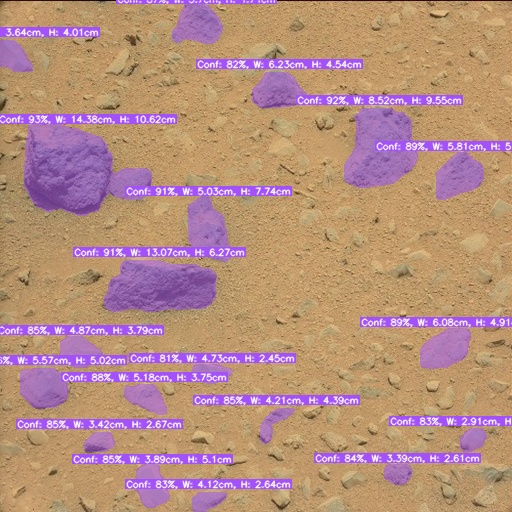 3.64cm, H: 4.01cm
Conf: 82%, W: 6.23cm, H: 4.54cm
Conf: 92%, W: 8.52cm, H: 9.55cm
Conf: 93%, W: 14.38cm, H: 10.62cm
Conf: 89%, W: 5.81cm, H: 5
Conf: 91%, W: 5.03cm, H: 7.74cm
Conf: 91%, W: 13.07cm, H: 6.27cm
Conf: 89%, W: 6.08cm, H: 4.91
Conf: 85%, W: 4.87cm, H: 3.79cm
6%, W: 5.57cm, H: 5.02cm
Conf: 81%, W: 4.73cm, H: 2.45cm
Conf: 88%, W: 5.18cm, H: 3.75cm
Conf: 85%, W: 4.21cm, H: 4.39cm
Conf: 85%, W: 3.42cm, H: 2.67cm
Conf: 83%, W: 2.91cm, H:
Conf: 85%, W: 3.89cm, H: 5.1cm
Conf: 84%, W: 3.39cm, H: 2.61cm
Conf: 83%, W: 4.12cm, H: 2.64cm